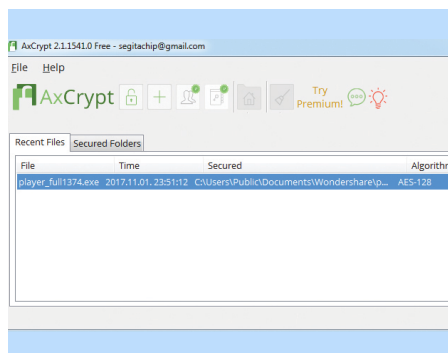 AxCrypt 2.1.1541.0 Free - segitachip@gmail.com
File Help
AxCrypt Try Premium!
Recent Files Secured Folders
File Time Secured Algorithm
player_full1374.exe 2017.11.01. 23:51:12 C:\Users\Public\Documents\Wondershare\p... AES-128